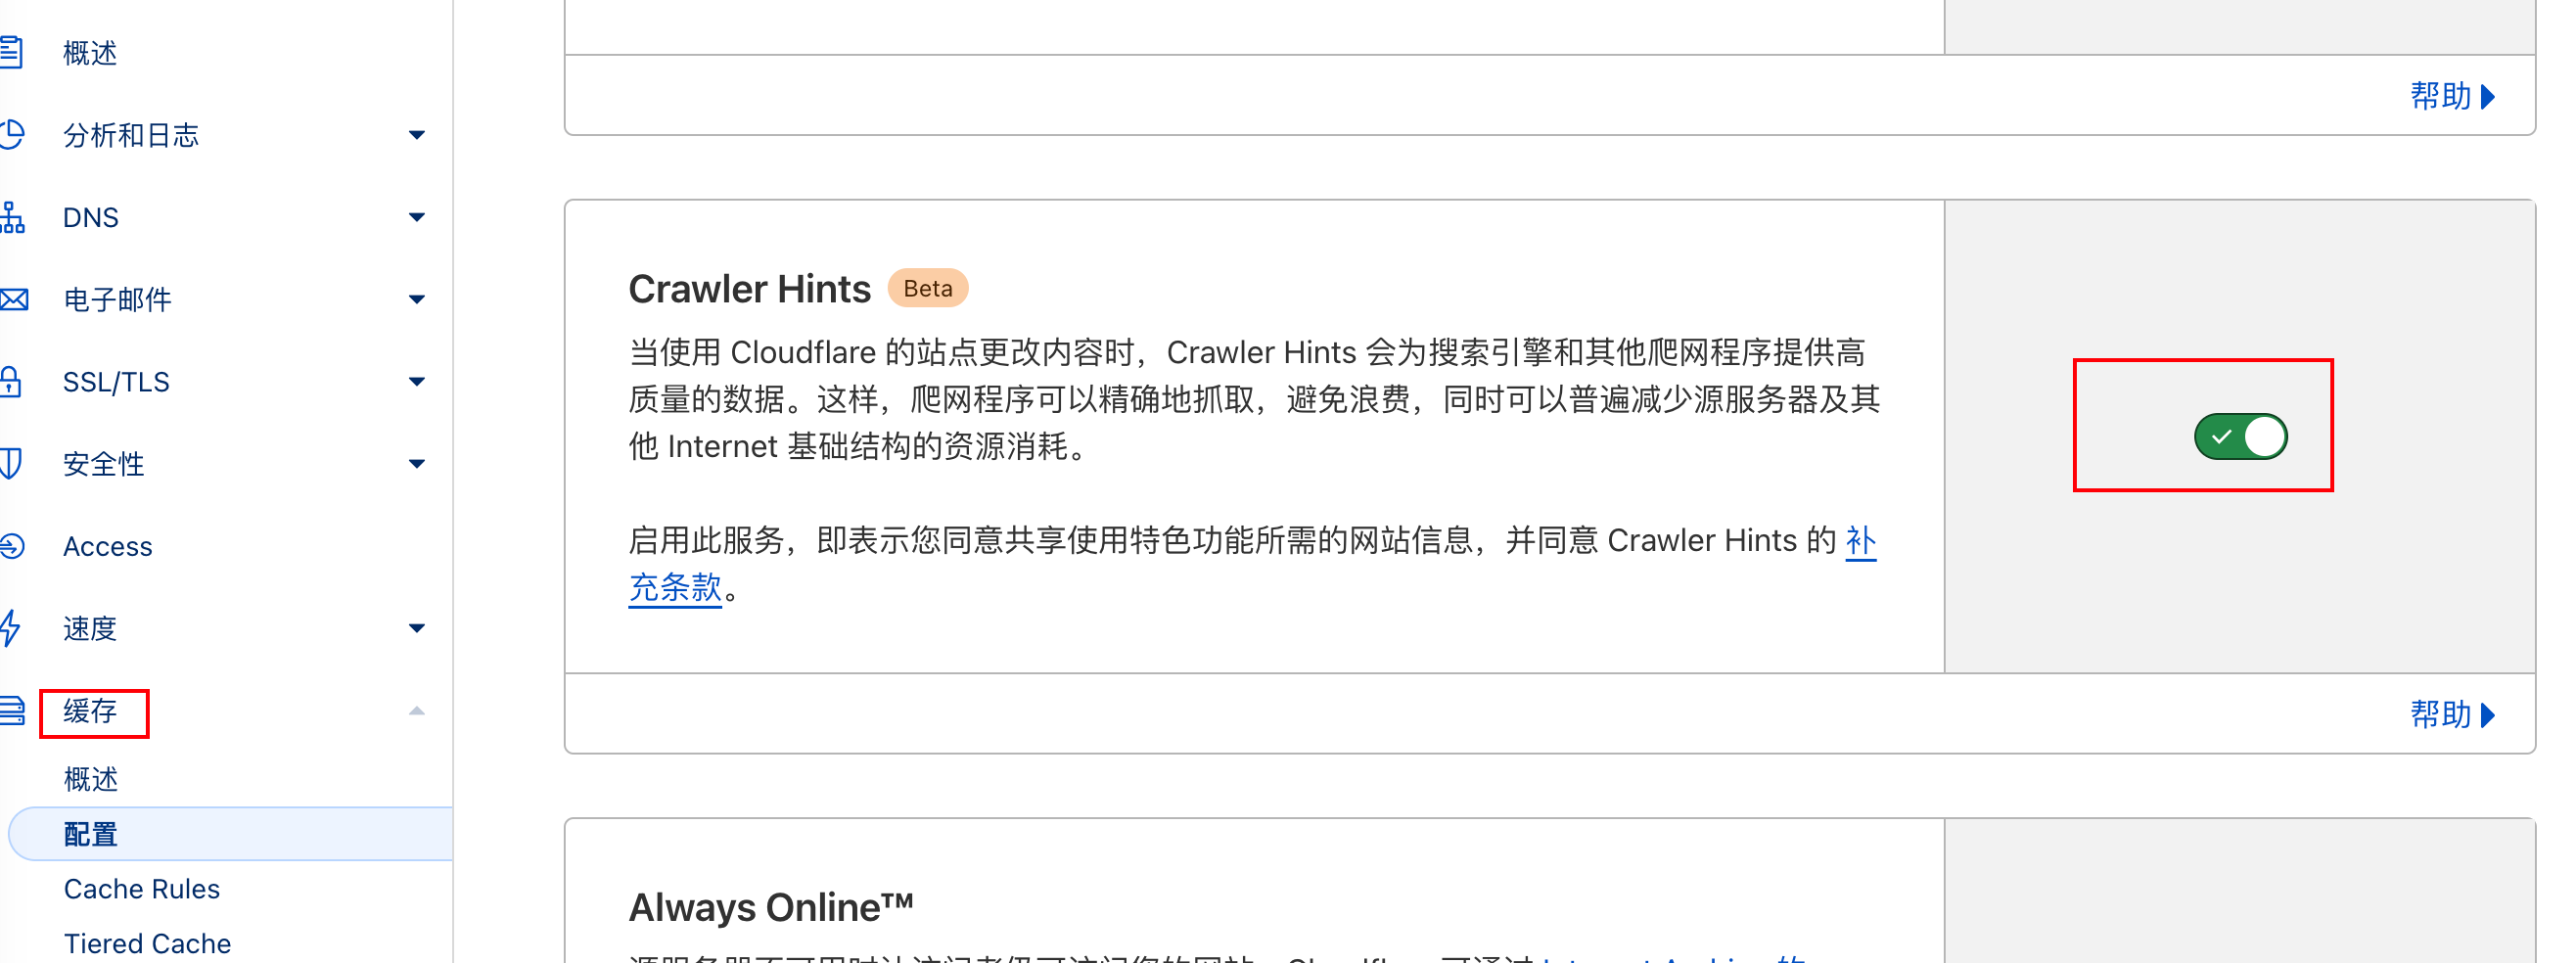 概述
分析和日志
DNS
电子邮件
SSL/TLS
安全性
Access
速度
缓存
概述
配置
Cache Rules
Tiered Cache
帮助
Crawler Hints Beta
当使用 Cloudflare 的站点更改内容时，Crawler Hints 会为搜索引擎和其他爬网程序提供高
质量的数据。这样，爬网程序可以精确地抓取，避免浪费，同时可以普遍减少源服务器及其
他 Internet 基础结构的资源消耗。
启用此服务，即表示您同意共享使用特色功能所需的网站信息，并同意 Crawler Hints 的 补
充条款。
帮助
Always Online™